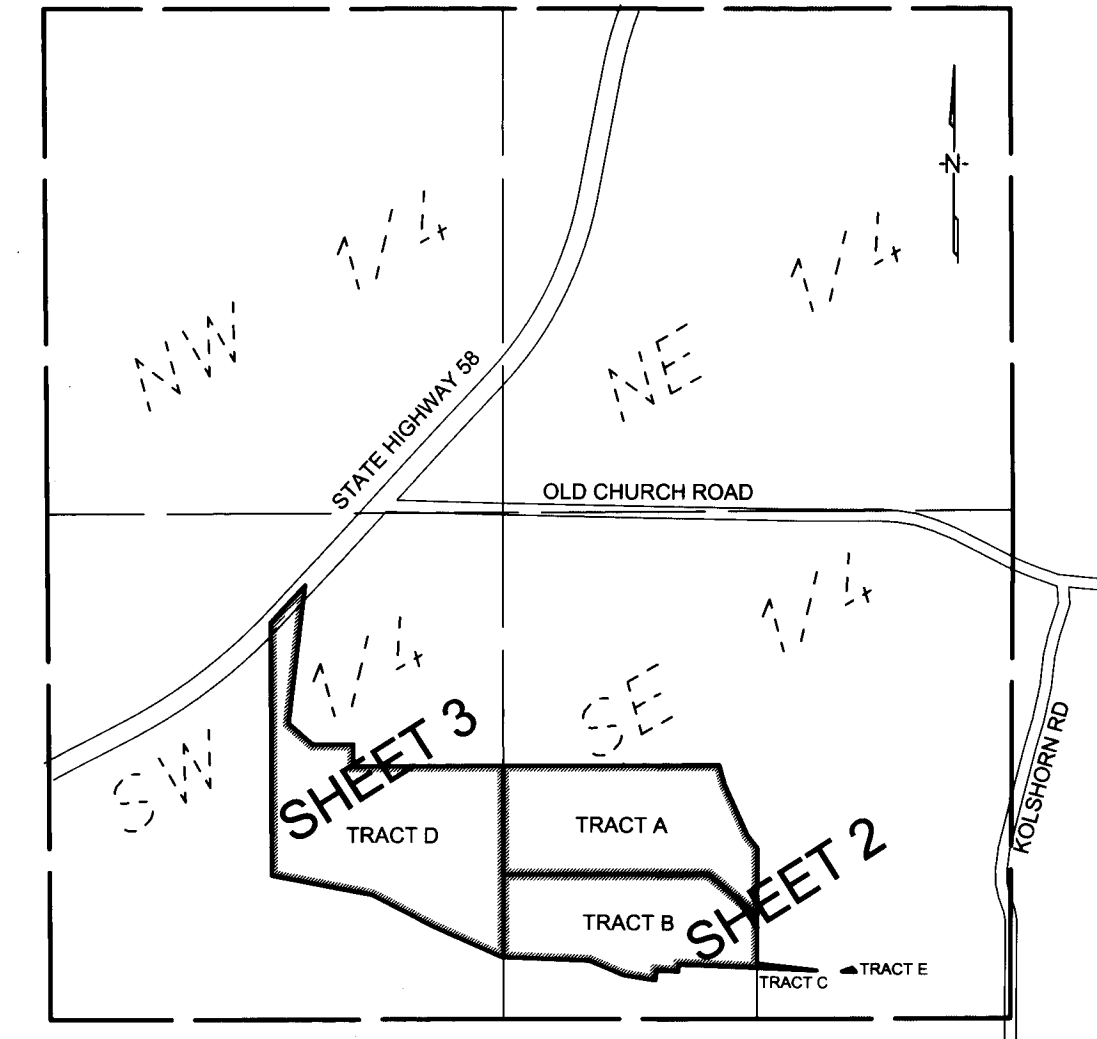 -N-
NW 1/4
NE 1/4
STATE HIGHWAY 58
OLD CHURCH ROAD
SW 1/4
SE 1/4
KOLSHORN RD
SHEET 3
TRACT D
TRACT A
SHEET 2
TRACT B
TRACT C
TRACT E